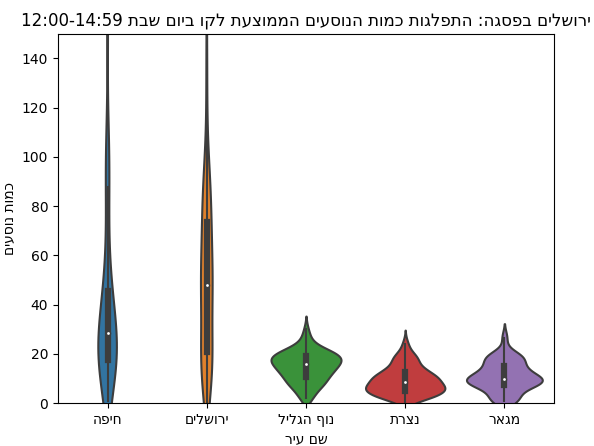 ירושלים בפסגה: התפלגות כמות הנוסעים הממוצעת לקו ביום שבת 12:00-14:59
כמות נוסעים
140
120
100
80
60
40
20
0
חיפה ירושלים נוף הגליל נצרת מגאר
שם עיר